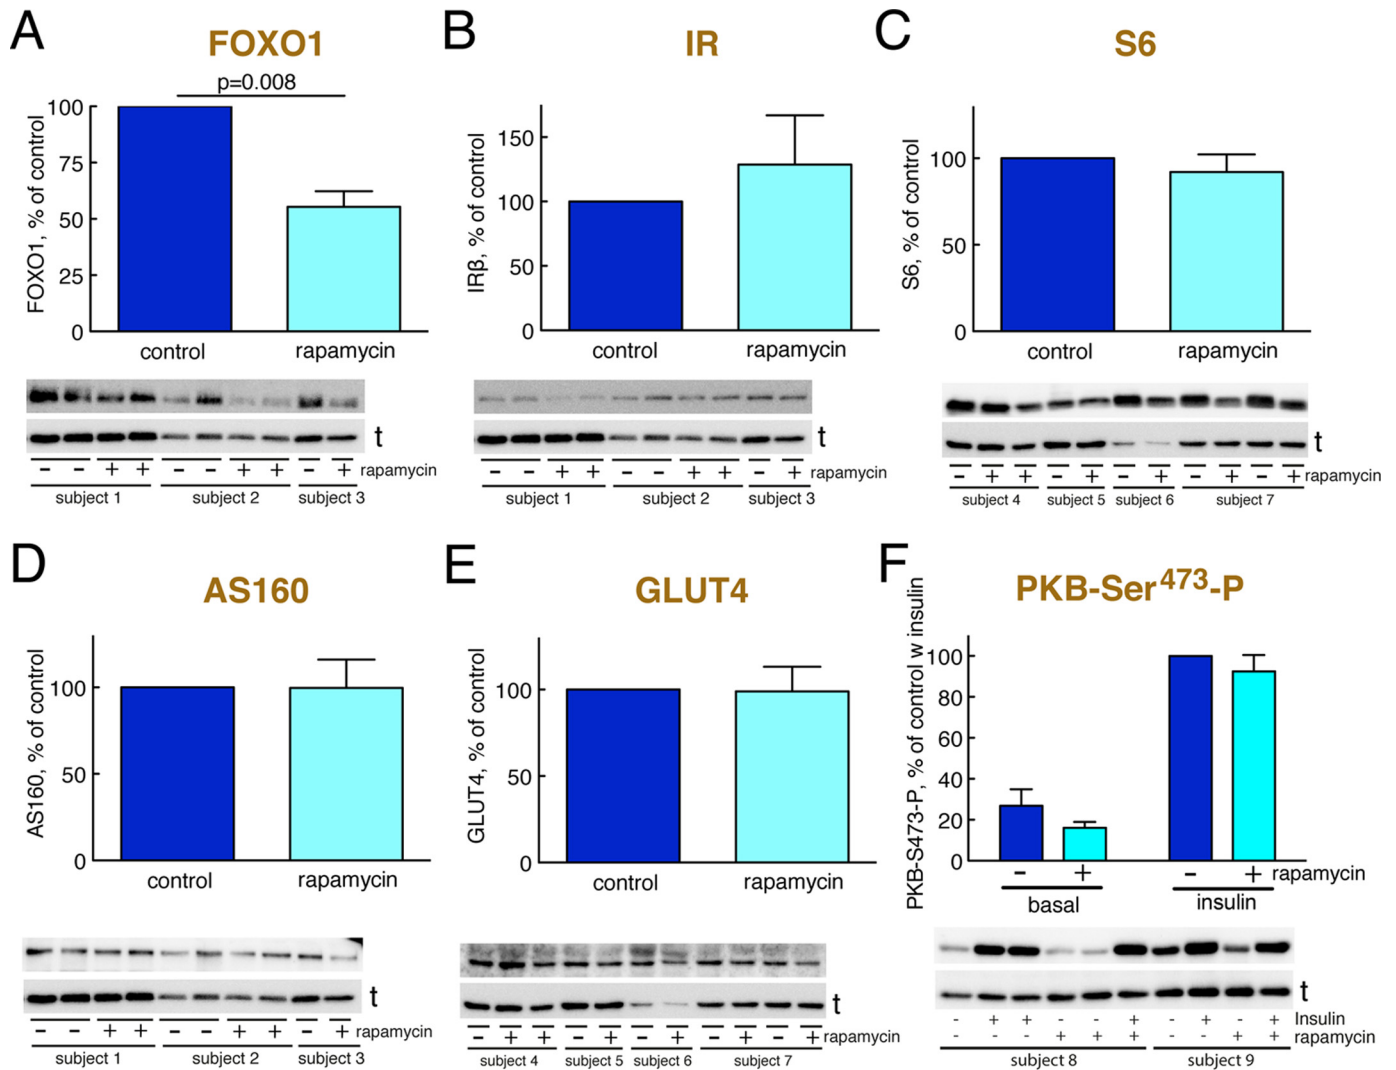 A
FOXO1
p=0.008
FOXO1, % of control
100
75
50
25
0
control
rapamycin
t
− − + + − − + + − + rapamycin
subject 1 subject 2 subject 3
B
IR
IRβ, % of control
150
100
50
0
control
rapamycin
t
− − + + − − + + − + rapamycin
subject 1 subject 2 subject 3
C
S6
S6, % of control
100
50
0
control
rapamycin
t
− + + − + − + − + − + rapamycin
subject 4 subject 5 subject 6 subject 7
D
AS160
AS160, % of control
100
50
0
control
rapamycin
t
− − + + − − + + − + rapamycin
subject 1 subject 2 subject 3
E
GLUT4
GLUT4, % of control
100
50
0
control
rapamycin
t
− + + − + − + − + − + rapamycin
subject 4 subject 5 subject 6 subject 7
F
PKB-Ser473-P
PKB-S473-P, % of control w insulin
100
80
60
40
20
0
− + − + rapamycin
basal insulin
t
- + + - - + - + - + Insulin
- - - + + + - - + + rapamycin
subject 8 subject 9